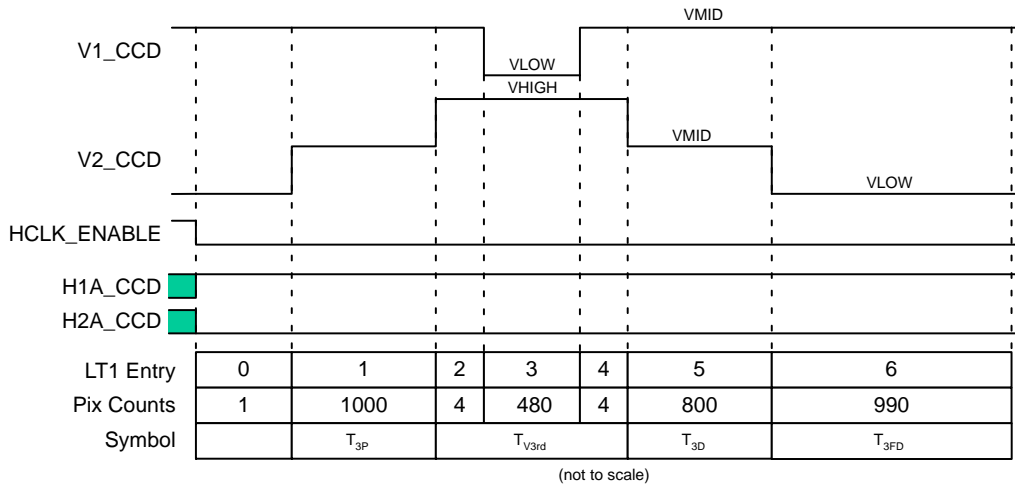 VMID
V1_CCD
VLOW
VHIGH
VMID
V2_CCD
VLOW
HCLK_ENABLE
H1A_CCD
H2A_CCD
LT1 Entry 0 1 2 3 4 5 6
Pix Counts 1 1000 4 480 4 800 990
Symbol T3P TV3rd T3D T3FD
(not to scale)